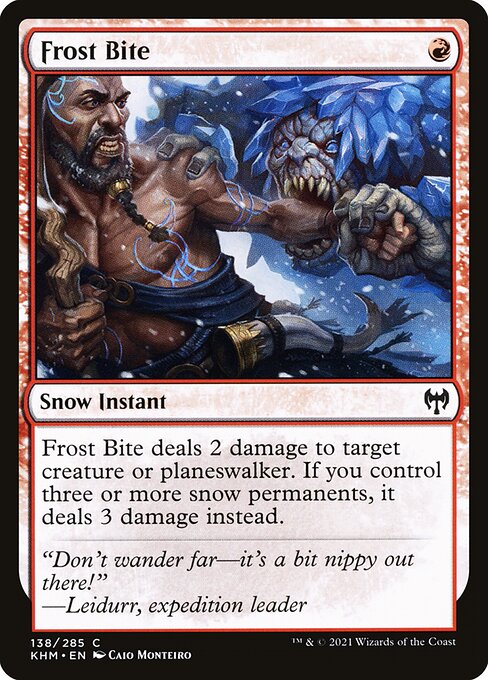 Frost Bite
Snow Instant
Frost Bite deals 2 damage to target
creature or planeswalker. If you control
three or more snow permanents, it
deals 3 damage instead.
“Don’t wander far—it’s a bit nippy out
there!”
—Leidurr, expedition leader
138/285 C
KHM • EN Caio Monteiro
™ & © 2021 Wizards of the Coast